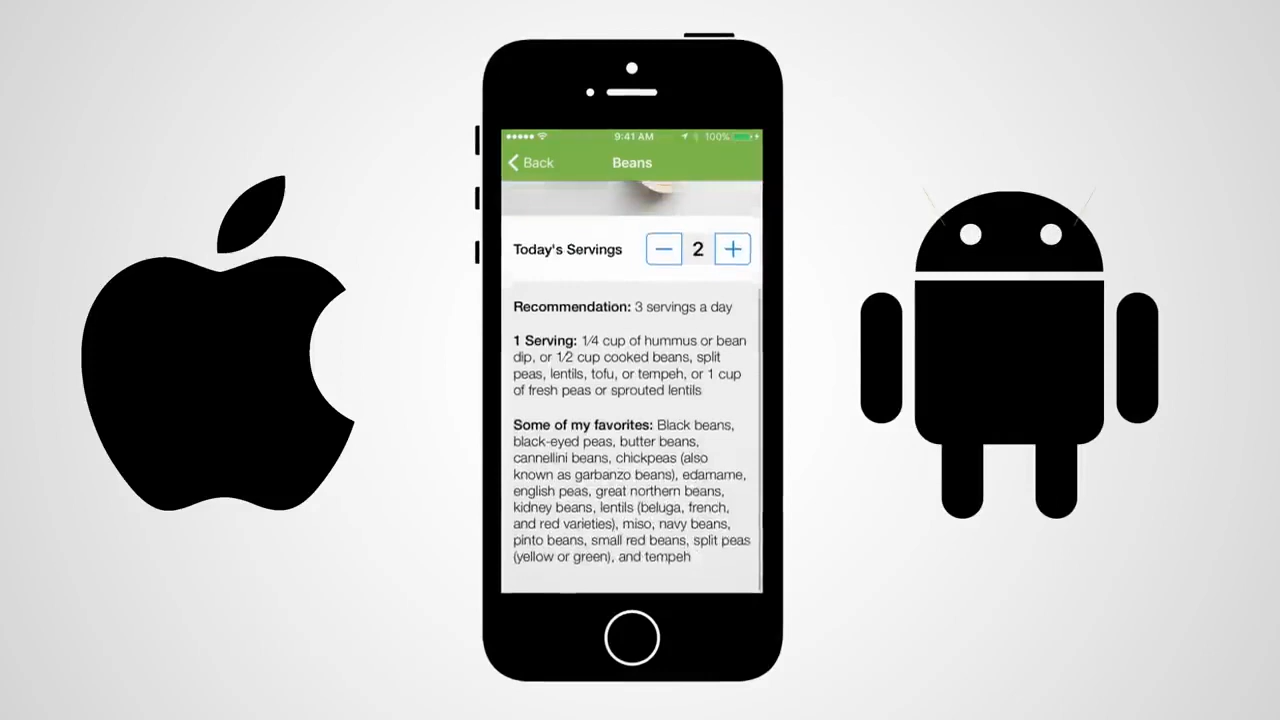 9:41 AM 100%
Back Beans
Today's Servings 2
Recommendation: 3 servings a day
1 Serving: 1/4 cup of hummus or bean
dip, or 1/2 cup cooked beans, split
peas, lentils, tofu, or tempeh, or 1 cup
of fresh peas or sprouted lentils
Some of my favorites: Black beans,
black-eyed peas, butter beans,
cannellini beans, chickpeas (also
known as garbanzo beans), edamame,
english peas, great northern beans,
kidney beans, lentils (beluga, french,
and red varieties), miso, navy beans,
pinto beans, small red beans, split peas
(yellow or green), and tempeh